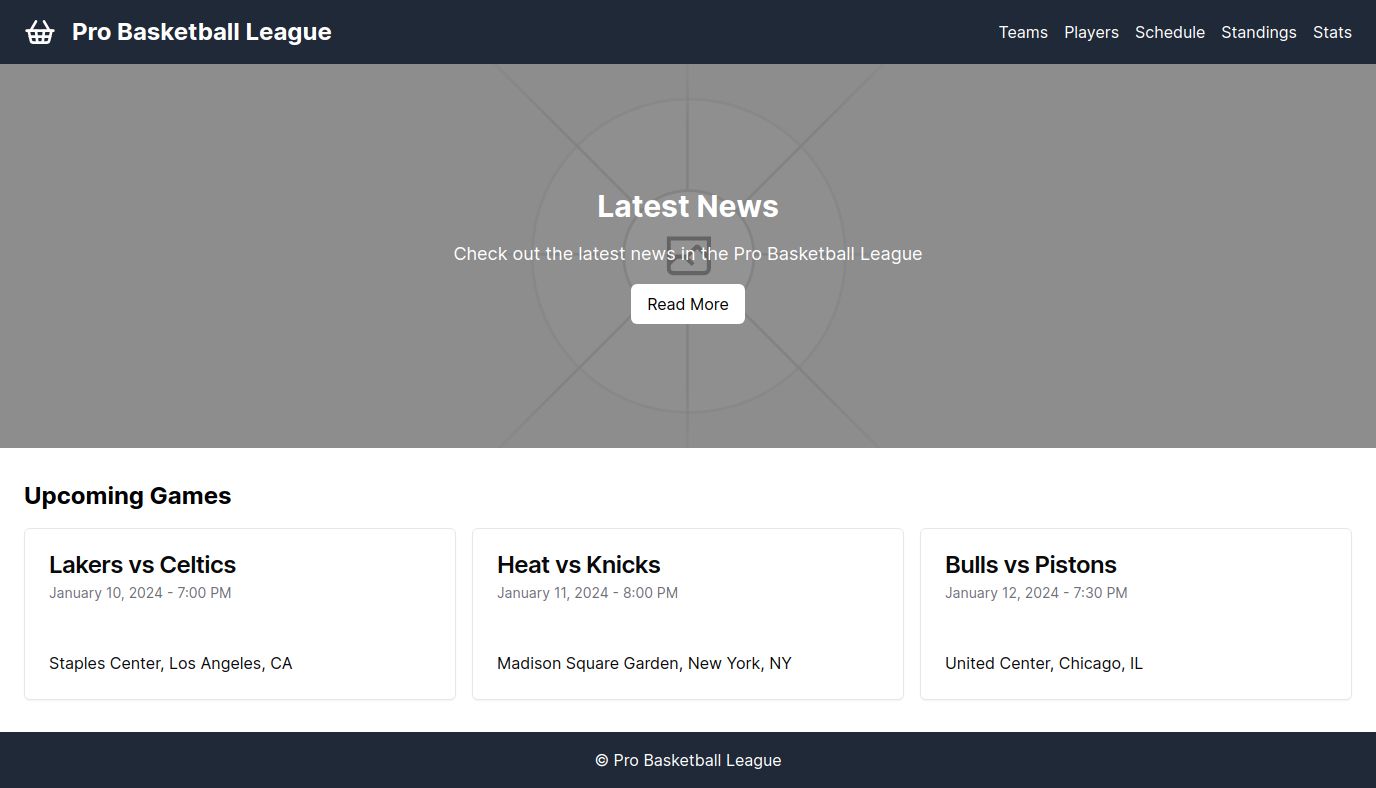 Pro Basketball League
Teams Players Schedule Standings Stats
Latest News
Check out the latest news in the Pro Basketball League
Read More
Upcoming Games
Lakers vs Celtics
January 10, 2024 - 7:00 PM
Staples Center, Los Angeles, CA
Heat vs Knicks
January 11, 2024 - 8:00 PM
Madison Square Garden, New York, NY
Bulls vs Pistons
January 12, 2024 - 7:30 PM
United Center, Chicago, IL
© Pro Basketball League